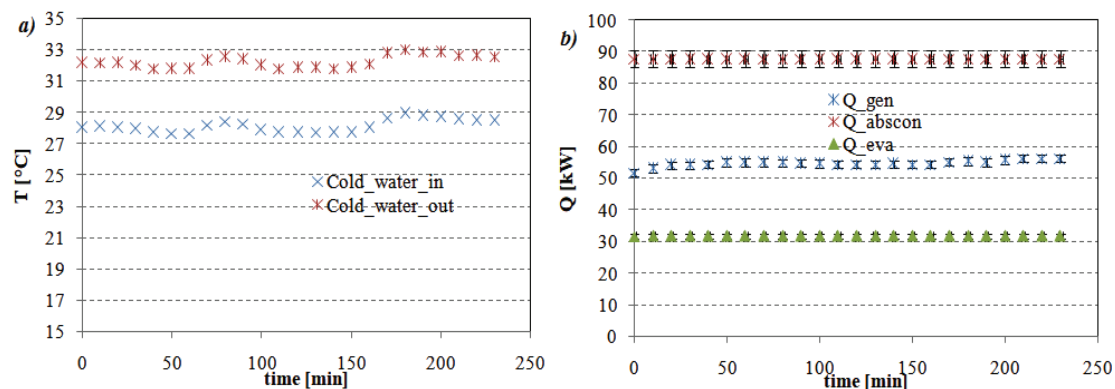 a)
T [°C]
35
33
31
29
27
25
23
21
19
17
15
0 50 100 150 200 250
time [min]
Cold_water_in
Cold_water_out
b)
Q [kW]
100
90
80
70
60
50
40
30
20
10
0
0 50 100 150 200 250
time [min]
Q_gen
Q_abscon
Q_eva